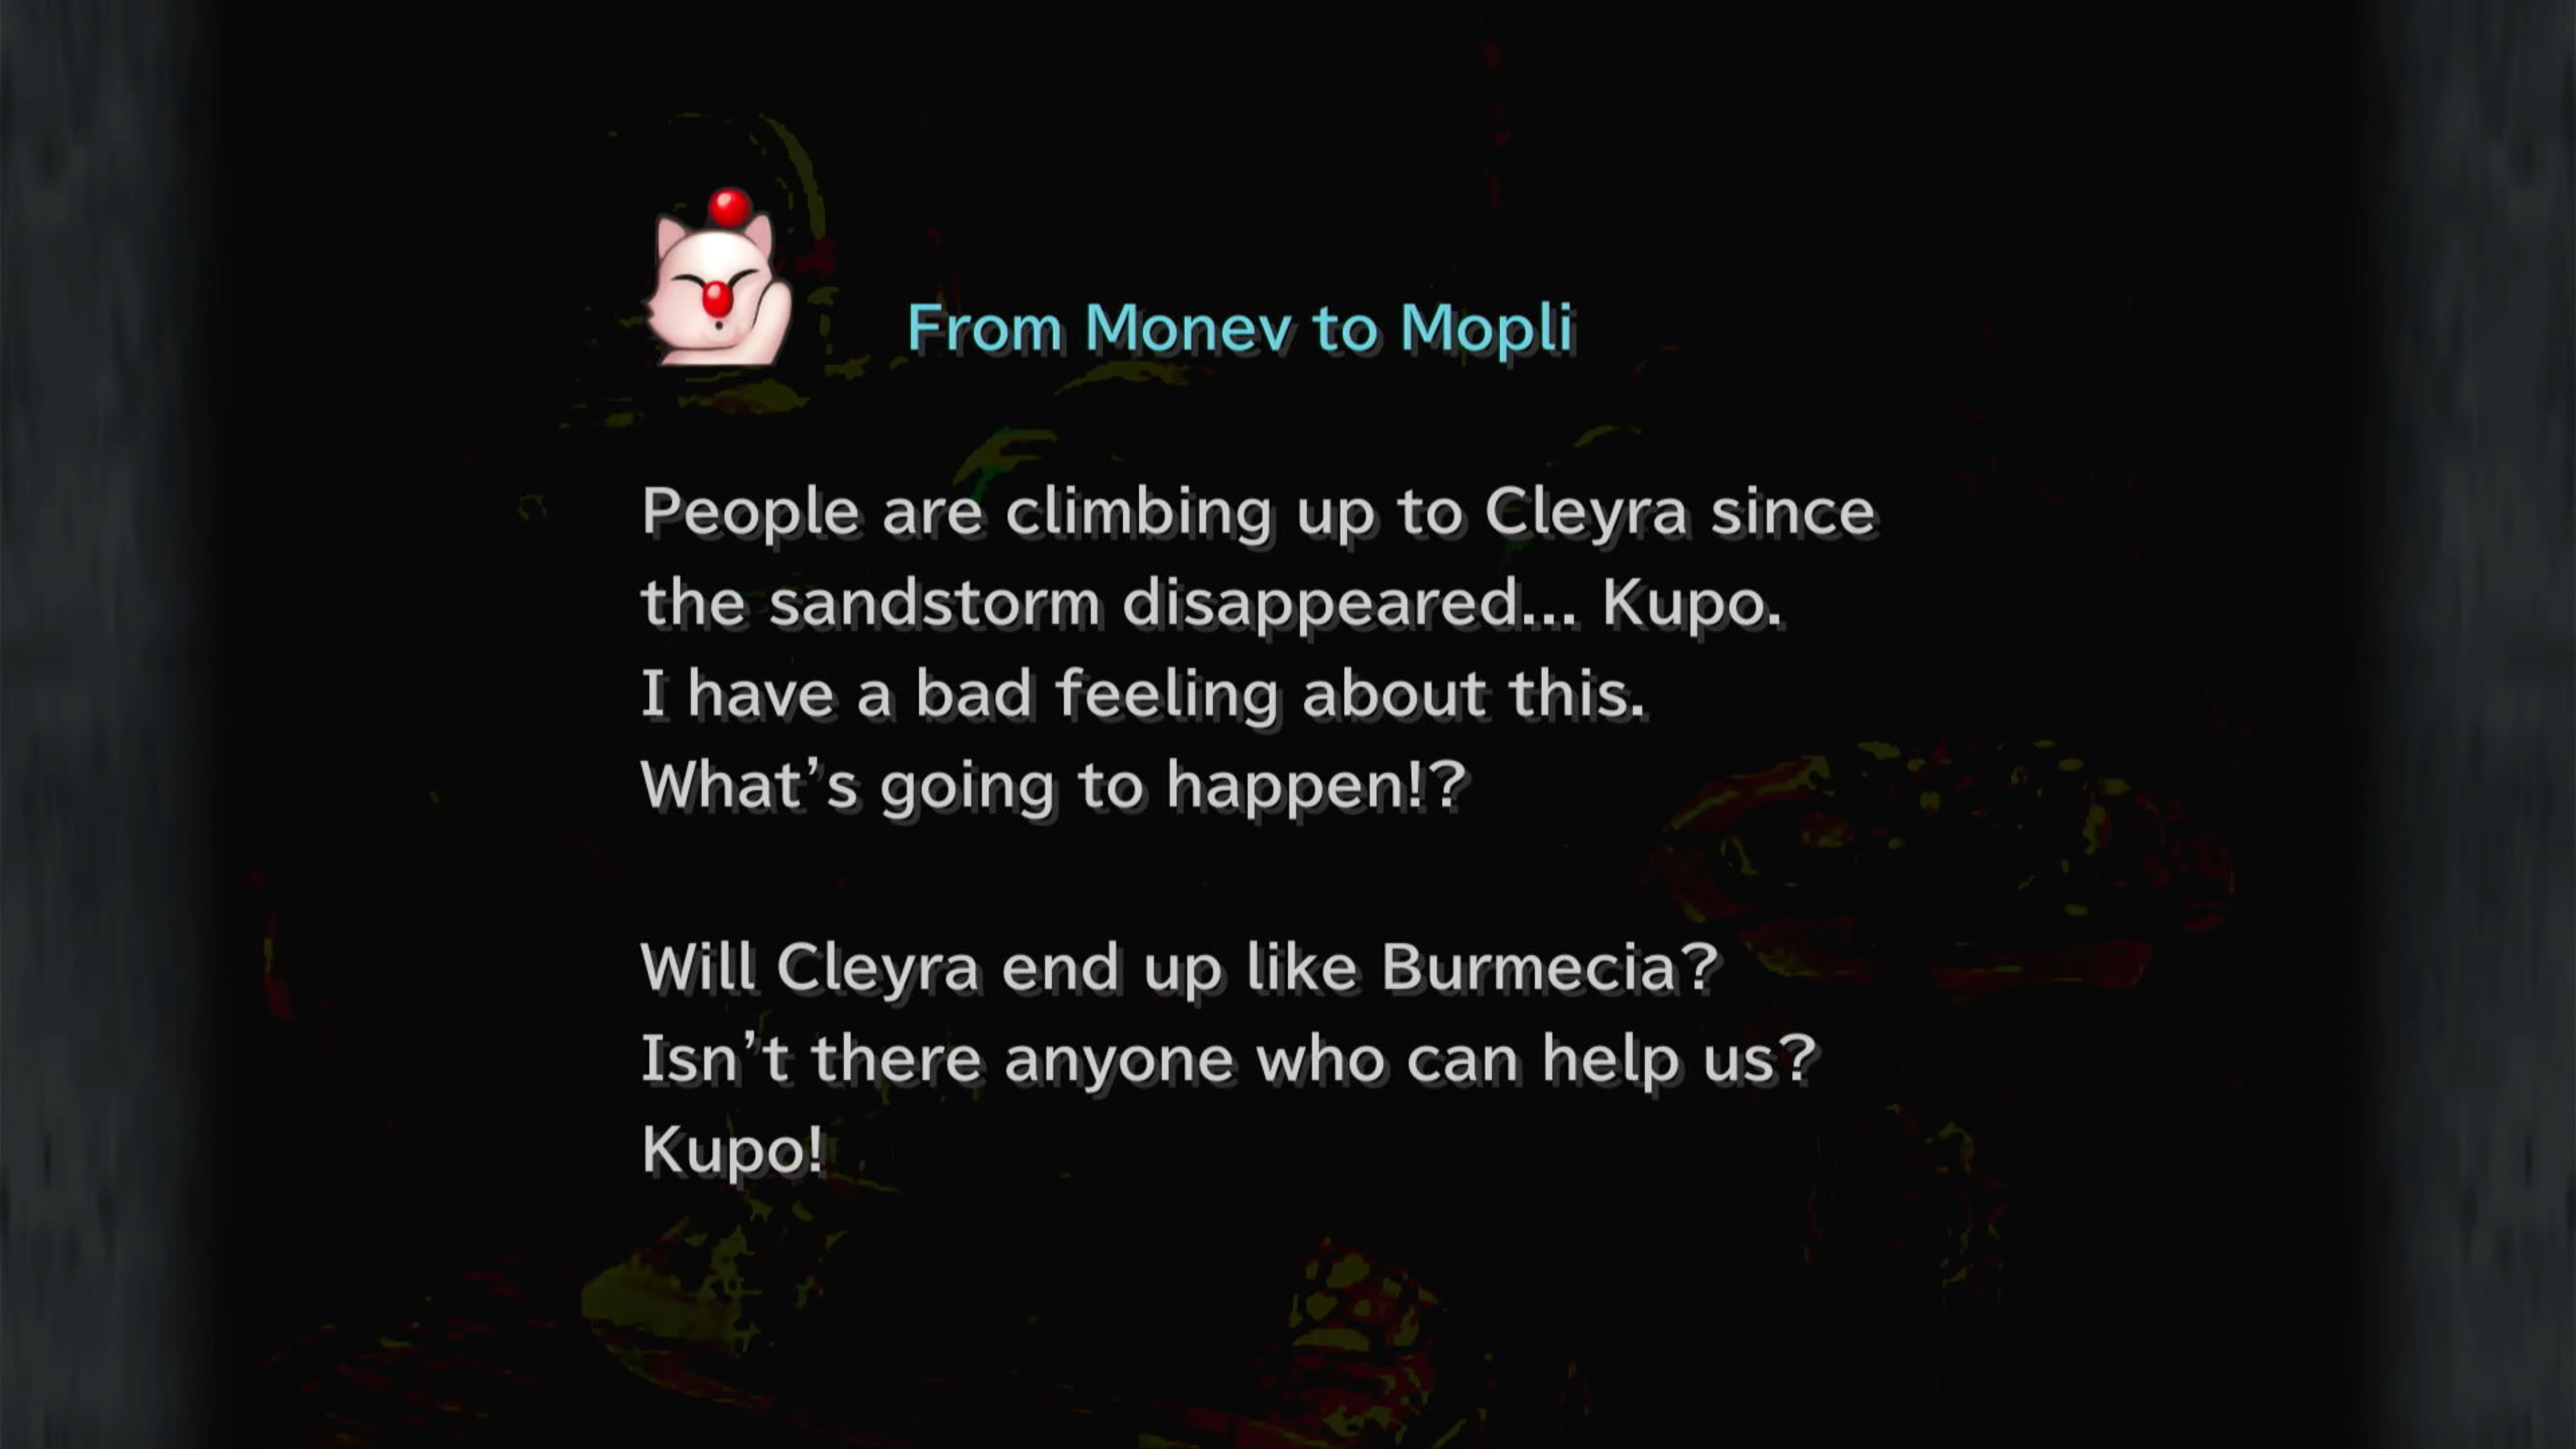 From Monev to Mopli
People are climbing up to Cleyra since
the sandstorm disappeared... Kupo.
I have a bad feeling about this.
What’s going to happen!?
Will Cleyra end up like Burmecia?
Isn’t there anyone who can help us?
Kupo!